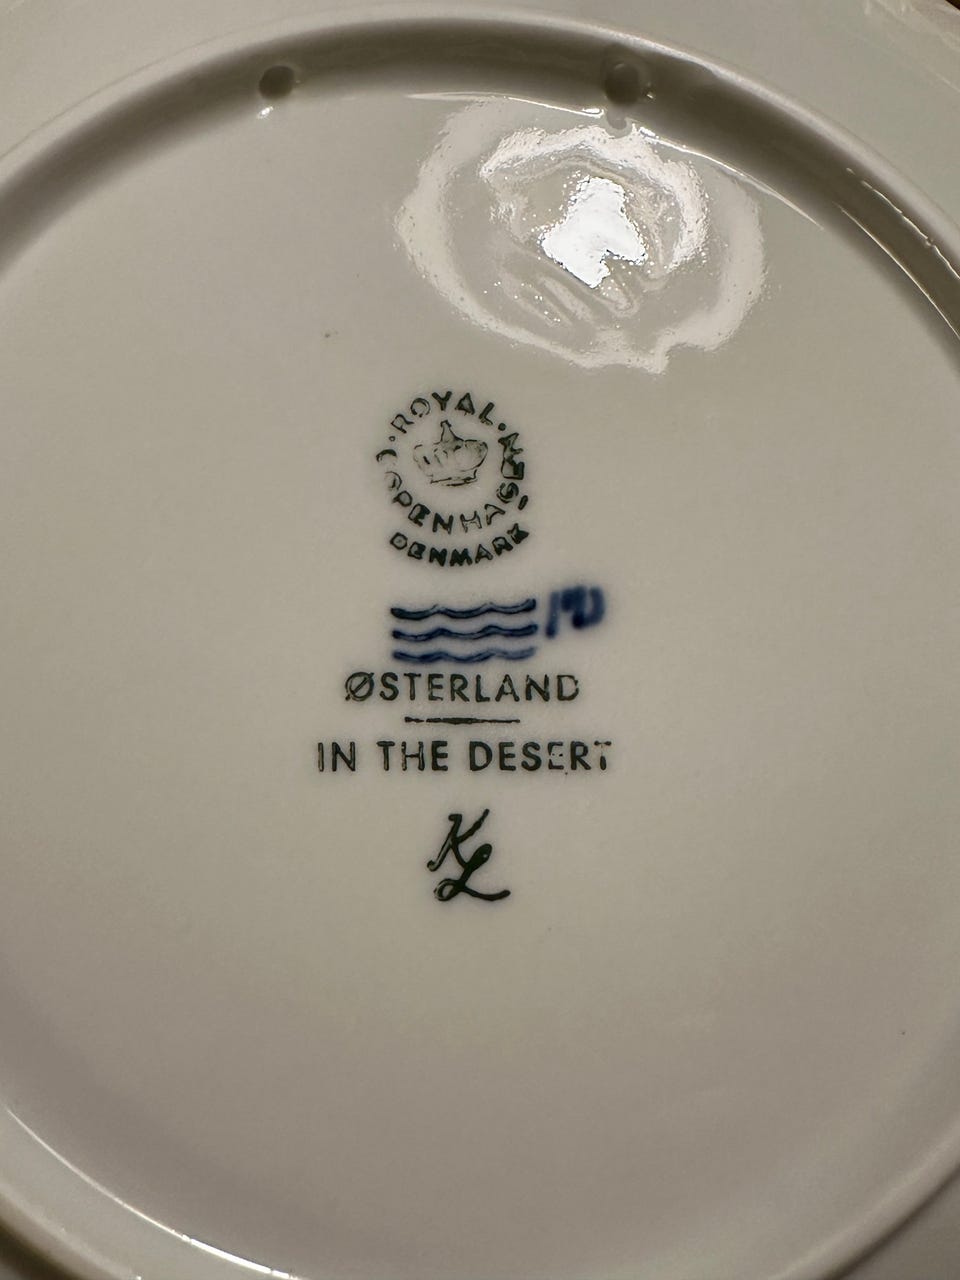 ROYAL COPENHAGEN
DENMARK
ØSTERLAND
IN THE DESERT
KL